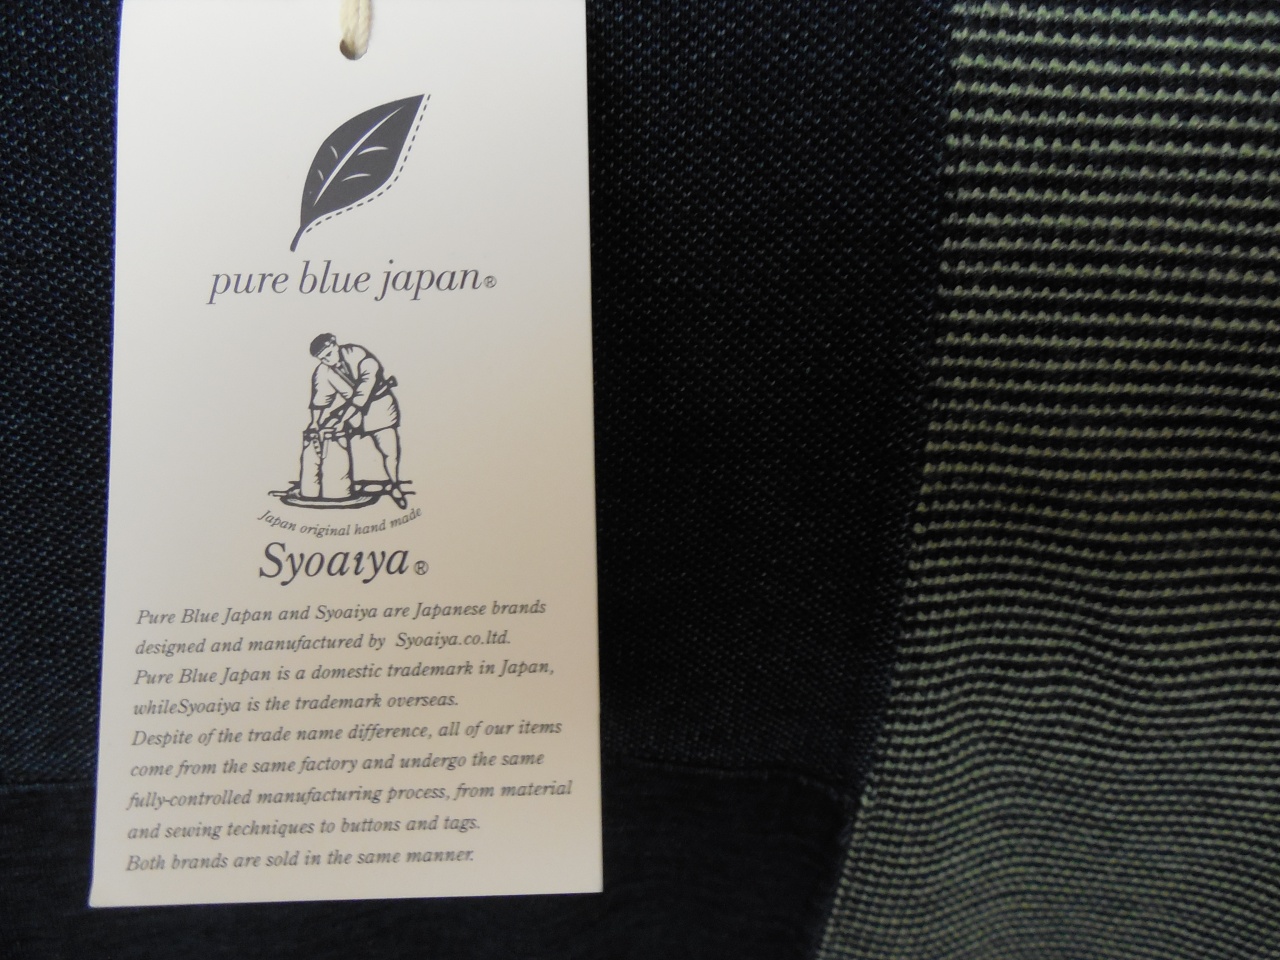 pure blue japan®
Japan original hand made
Syoaiya®
Pure Blue Japan and Syoaiya are Japanese brands
designed and manufactured by Syoaiya.co.ltd.
Pure Blue Japan is a domestic trademark in Japan,
whileSyoaiya is the trademark overseas.
Despite of the trade name difference, all of our items
come from the same factory and undergo the same
fully-controlled manufacturing process, from material
and sewing techniques to buttons and tags.
Both brands are sold in the same manner.